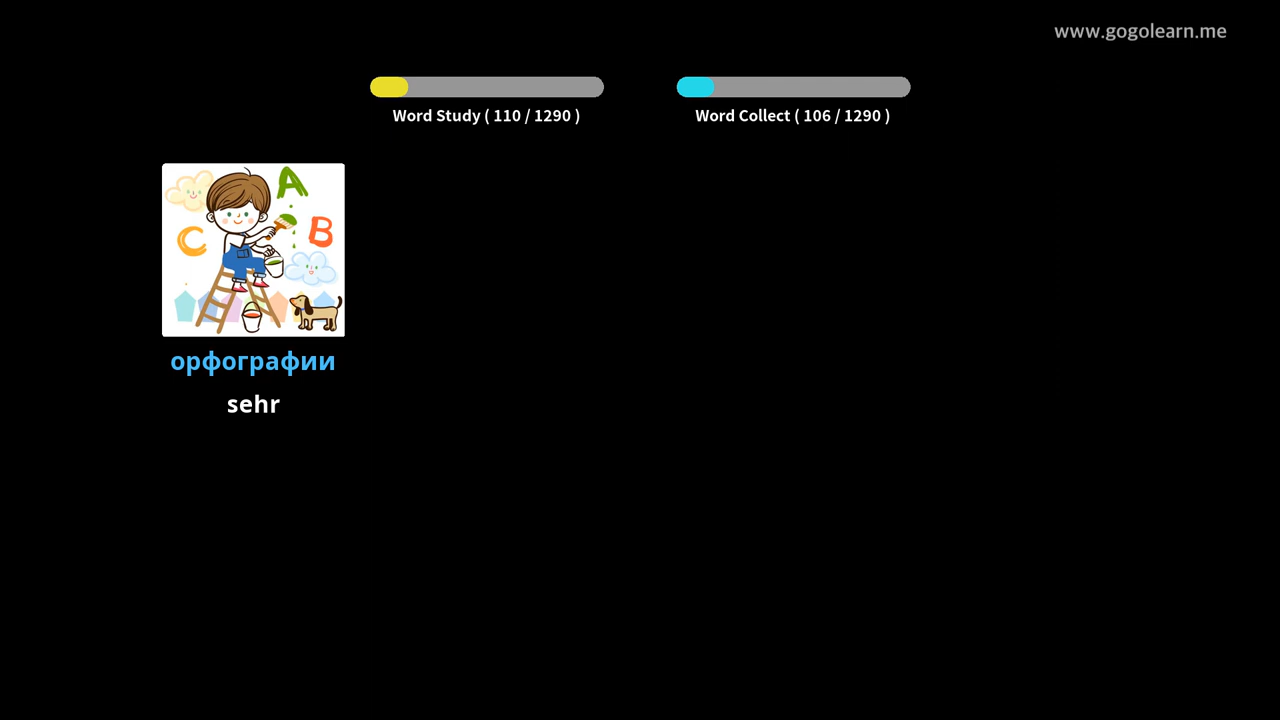 www.gogolearn.me
Word Study ( 110 / 1290 )
Word Collect ( 106 / 1290 )
A
B
C
орфографии
sehr